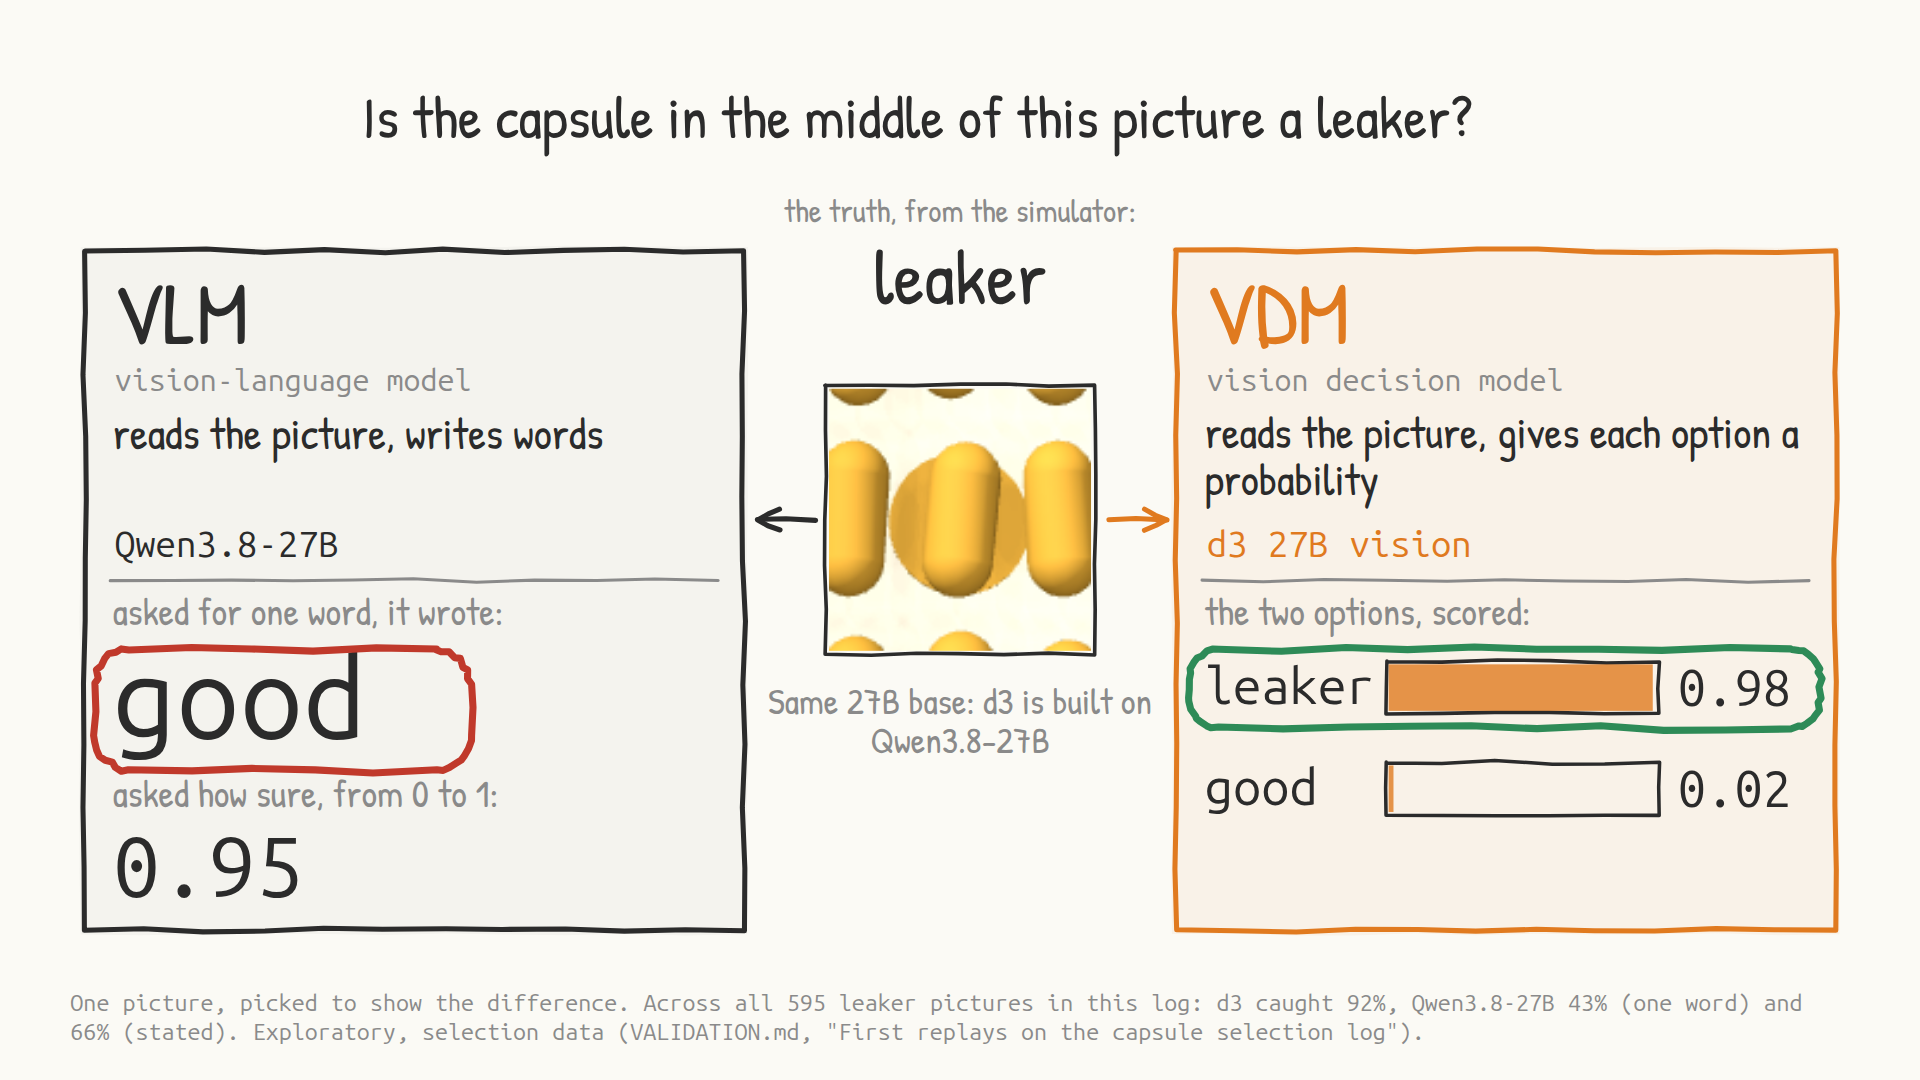 Is the capsule in the middle of this picture a leaker?
the truth, from the simulator:
leaker
VLM
vision-language model
reads the picture, writes words
Qwen3.8-27B
asked for one word, it wrote:
good
asked how sure, from 0 to 1:
0.95
Same 27B base: d3 is built on
Qwen3.8-27B
VDM
vision decision model
reads the picture, gives each option a
probability
d3 27B vision
the two options, scored:
leaker 0.98
good 0.02
One picture, picked to show the difference. Across all 595 leaker pictures in this log: d3 caught 92%, Qwen3.8-27B 43% (one word) and
66% (stated). Exploratory, selection data (VALIDATION.md, "First replays on the capsule selection log").